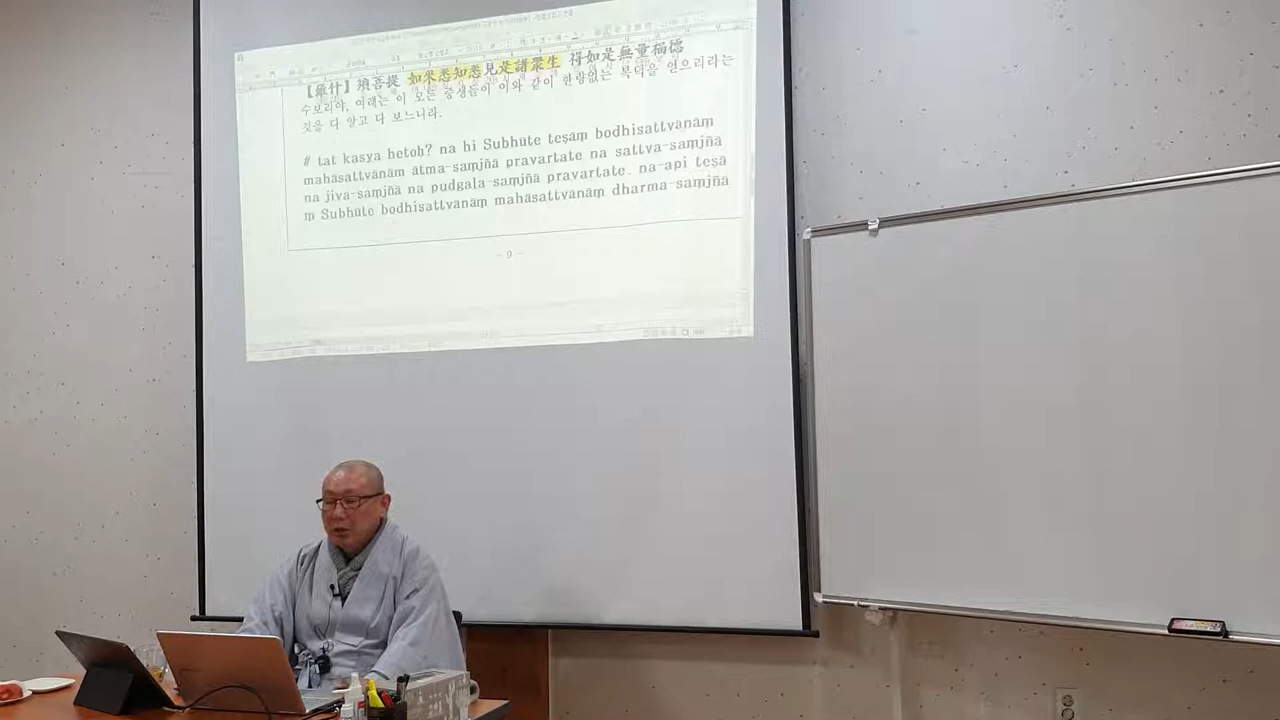 【羅什】須菩提 如來悉知悉見是諸衆生 得如是無量福德
수보리야, 여래는 이 모든 중생들이 이와 같이 한량없는 복덕을 얻으리라는
것을 다 알고 다 보느니라.
# tat kasya hetoḥ? na hi Subhūte teṣāṃ bodhisattvānāṃ
mahāsattvānāṃ ātma-saṃjñā pravartate na sattva-saṃjñā
na jīva-saṃjñā na pudgala-saṃjñā pravartate. na-api teṣā
ṃ Subhūte bodhisattvānāṃ mahāsattvānāṃ dharma-saṃjñā
- 9 -